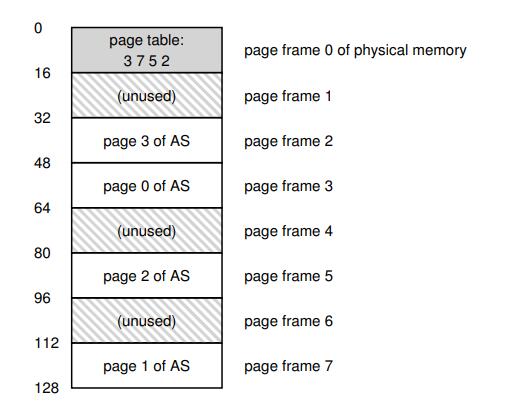 0
page table:
3 7 5 2
page frame 0 of physical memory
16
(unused)
page frame 1
32
page 3 of AS
page frame 2
48
page 0 of AS
page frame 3
64
(unused)
page frame 4
80
page 2 of AS
page frame 5
96
(unused)
page frame 6
112
page 1 of AS
page frame 7
128